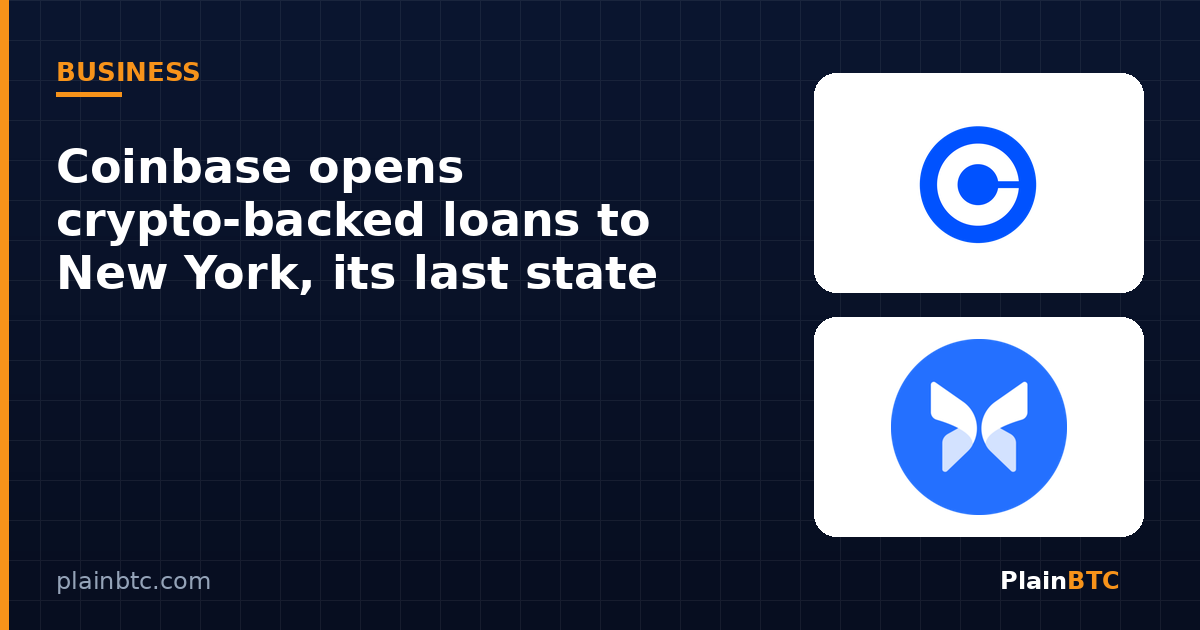 BUSINESS
Coinbase opens
crypto-backed loans to
New York, its last state
plainbtc.com
PlainBTC